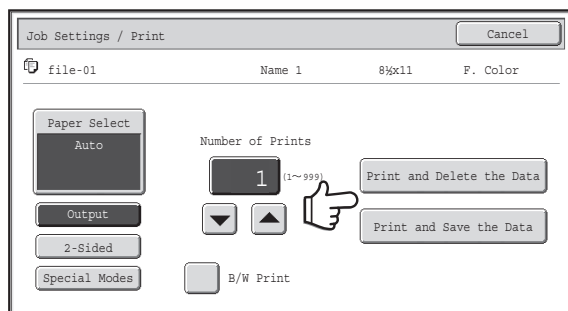 Job Settings / Print
Cancel
file-01 Name 1 8½x11 F. Color
Paper Select
Auto
Number of Prints
1 (1~999)
Print and Delete the Data
Output
Print and Save the Data
2-Sided
Special Modes
B/W Print